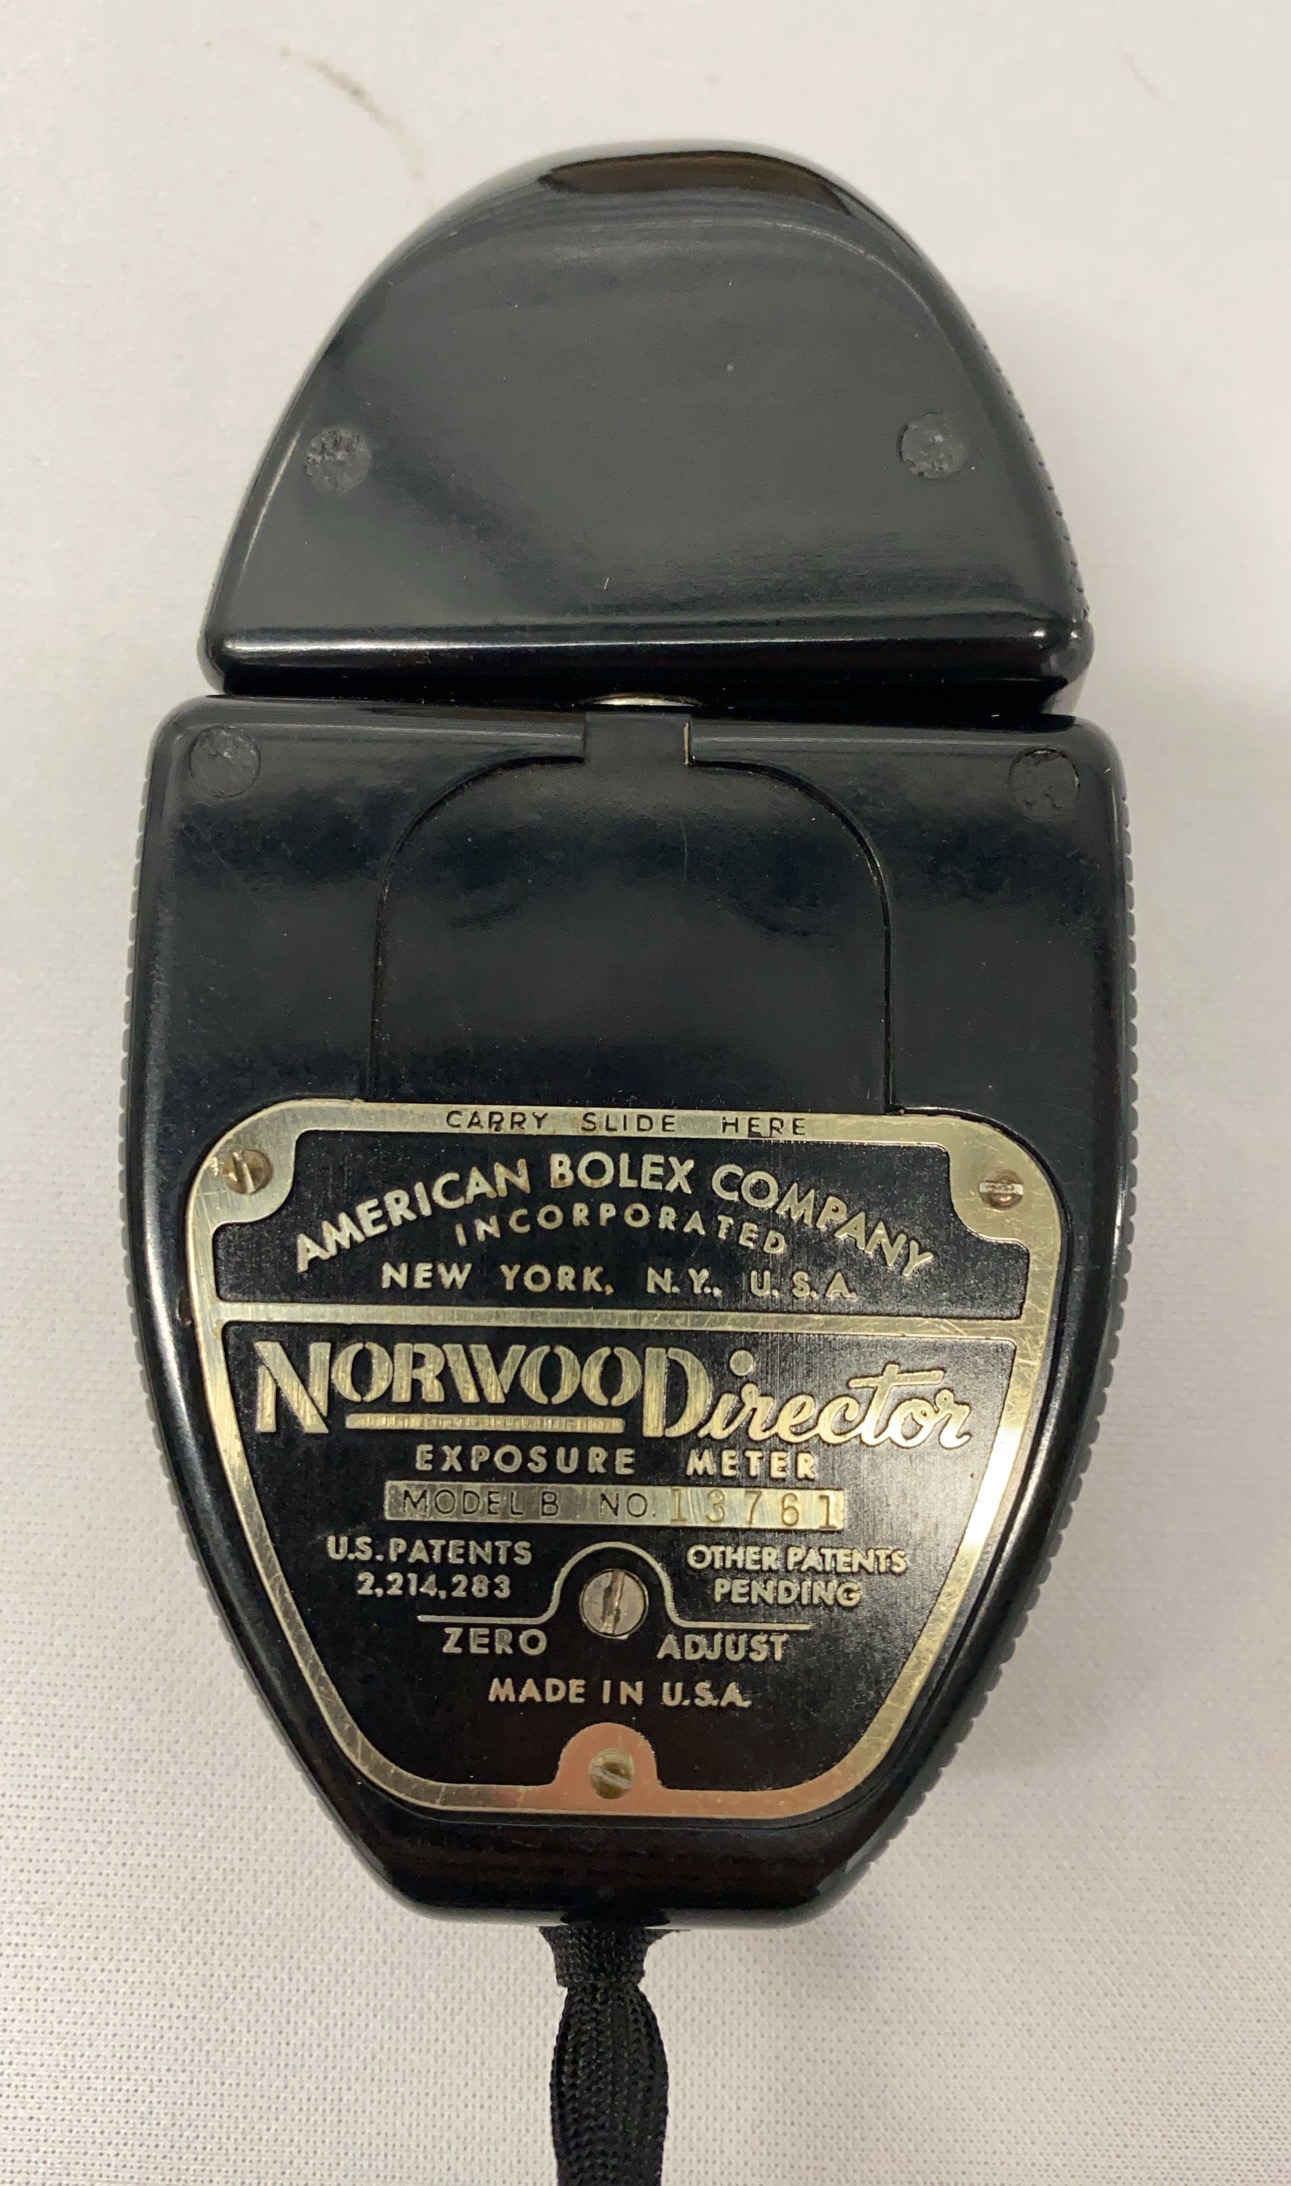 CARRY SLIDE HERE
AMERICAN BOLEX COMPANY
INCORPORATED
NEW YORK, N.Y., U.S.A.
NORWOOD Director
EXPOSURE METER
MODEL B NO. 13761
U.S. PATENTS
2,214,283
OTHER PATENTS
PENDING
ZERO ADJUST
MADE IN U.S.A.